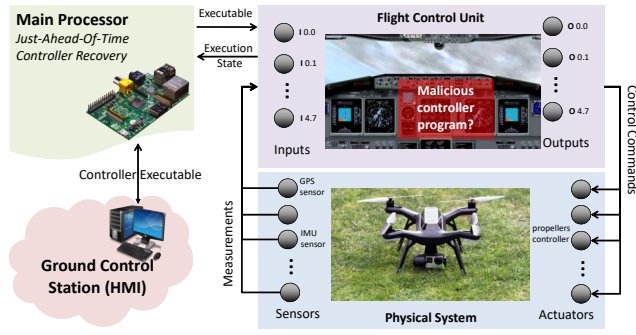 Main Processor
Just-Ahead-Of-Time
Controller Recovery
Executable
Execution
State
Flight Control Unit
I 0.0
I 0.1
I 4.7
Inputs
Malicious
controller
program?
O 0.0
O 0.1
O 4.7
Outputs
Control Commands
Controller Executable
Ground Control
Station (HMI)
Measurements
GPS
sensor
IMU
sensor
Sensors
Physical System
propellers
controller
Actuators